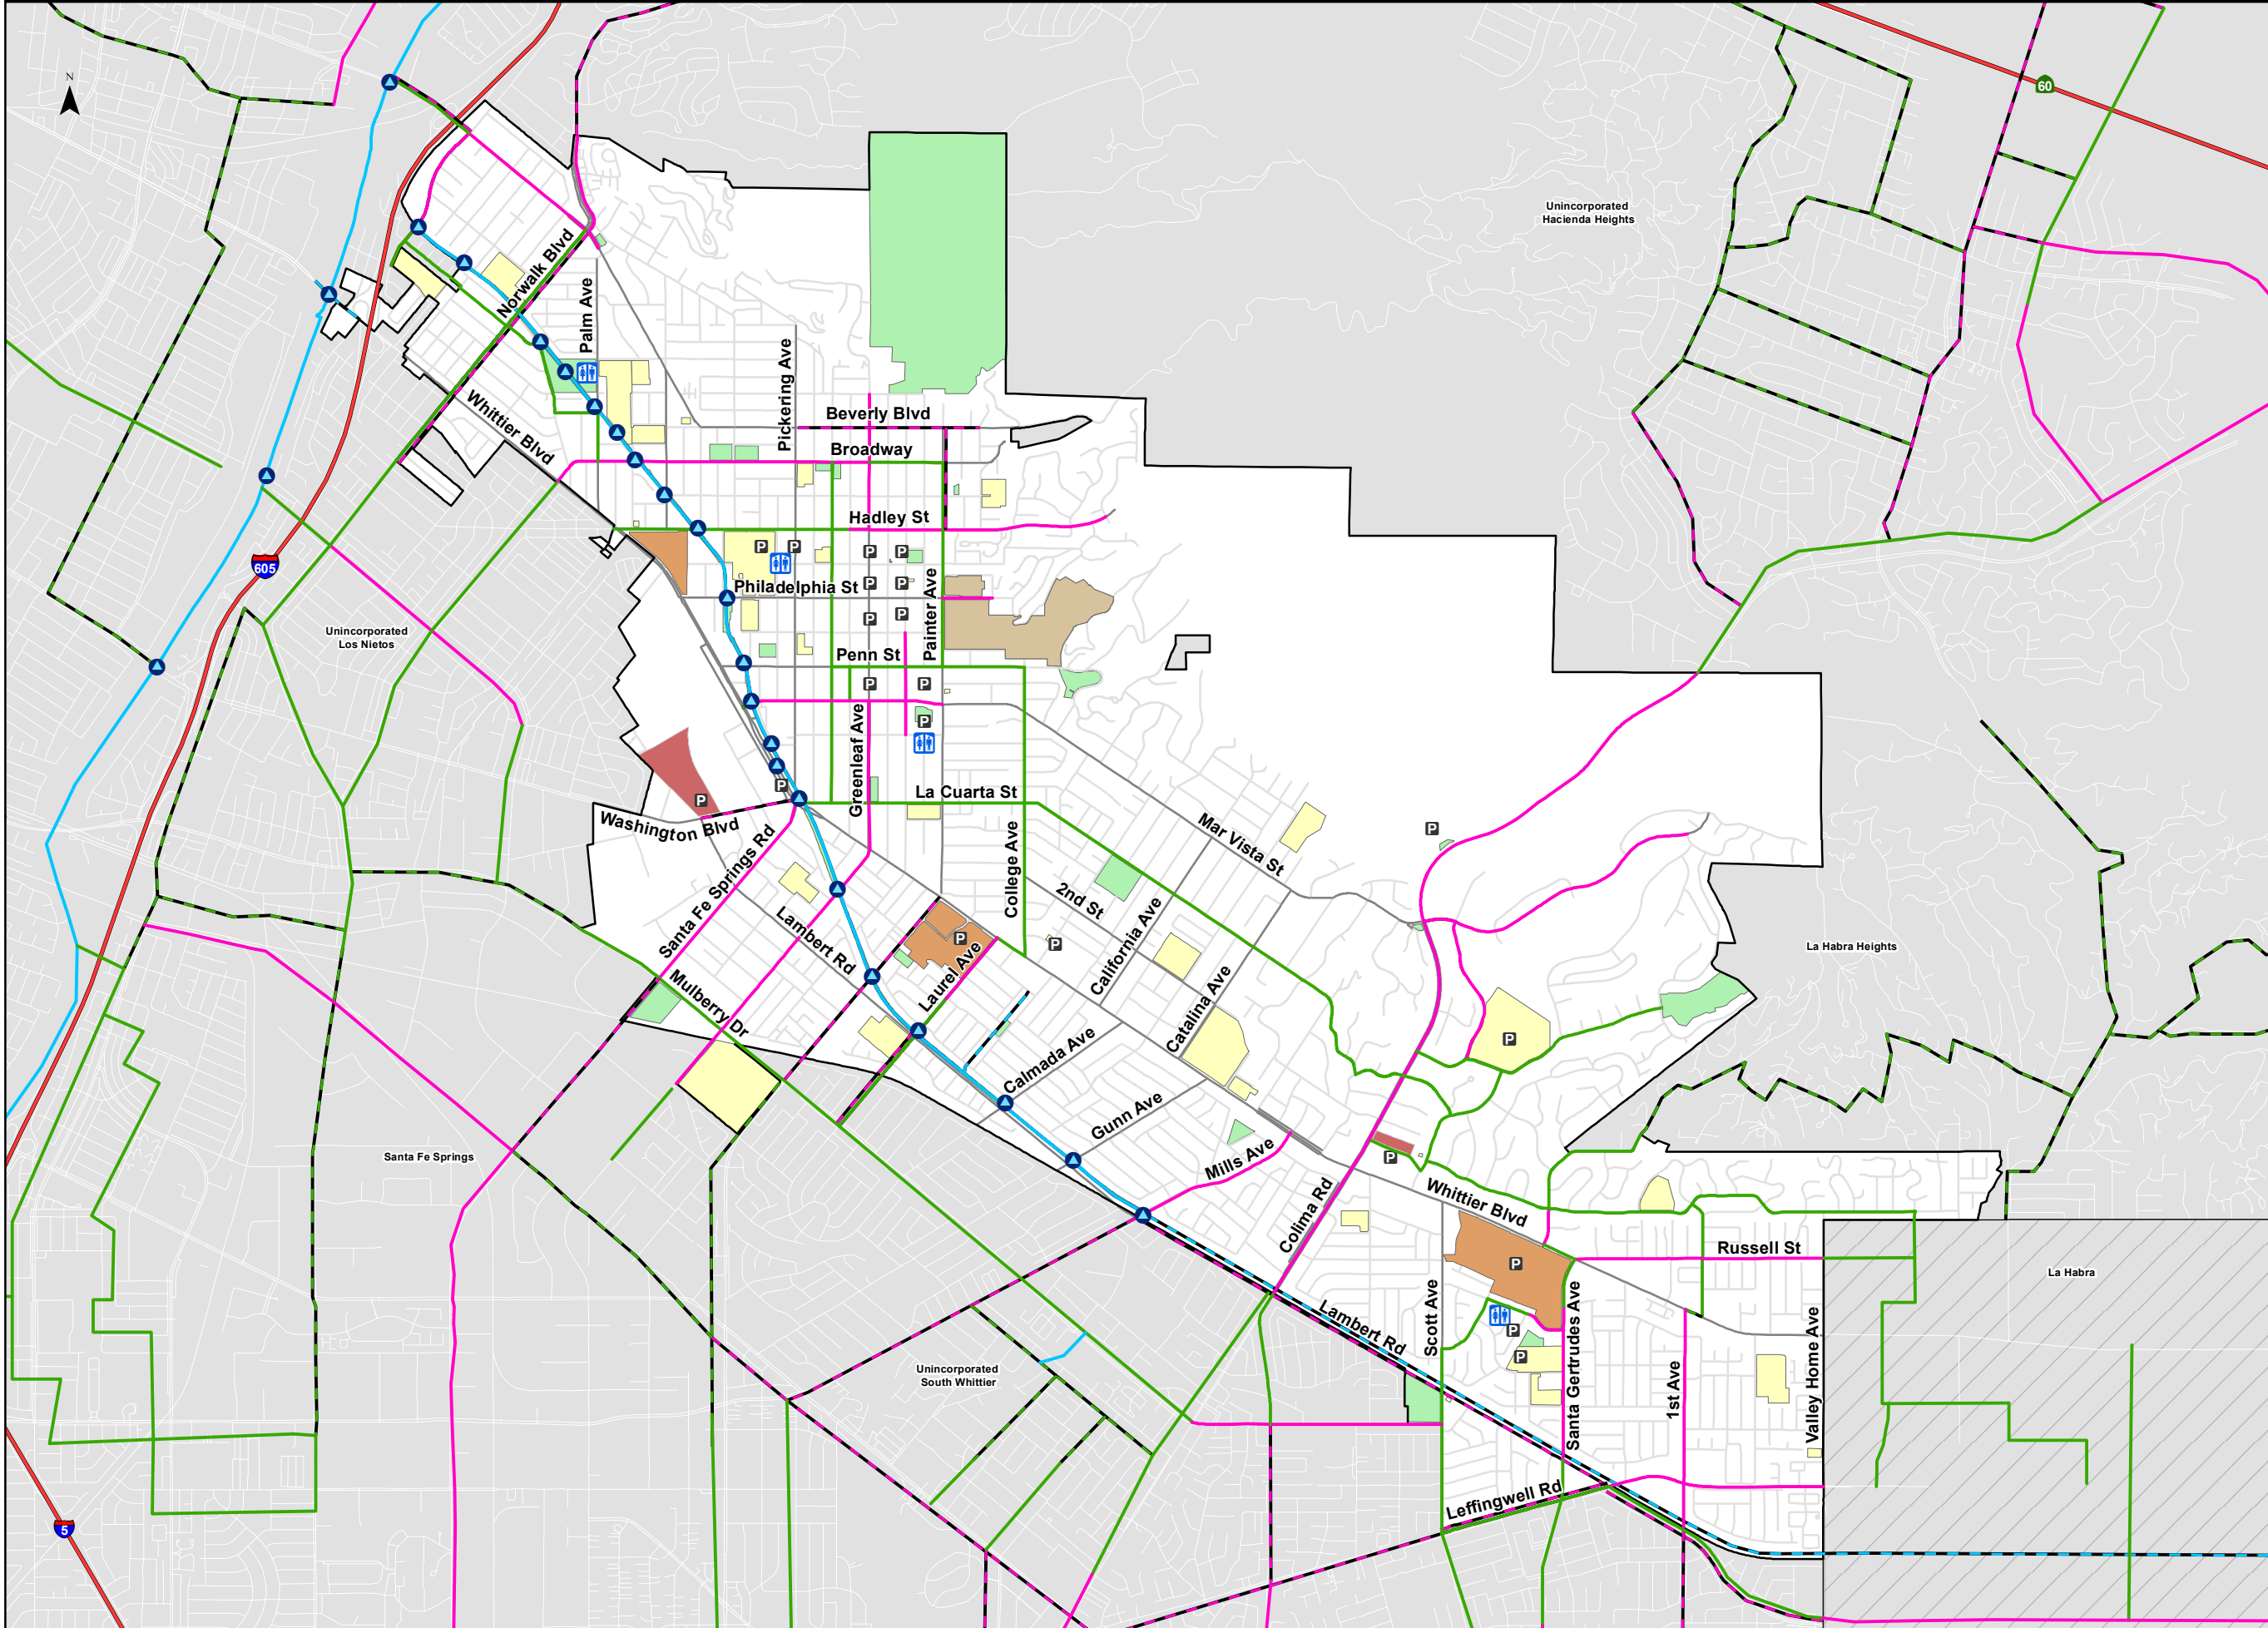 N
60
Unincorporated
Hacienda Heights
Norwalk Blvd
Palm Ave
Pickering Ave
Whittier Blvd
Beverly Blvd
Broadway
Hadley St
P
P
P
P
605
Philadelphia St
P
P
Painter Ave
P
P
Unincorporated
Los Nietos
Penn St
P
P
P
Greenleaf Ave
P
La Cuarta St
P
Washington Blvd
Santa Fe Springs Rd
College Ave
Mar Vista St
P
2nd St
California Ave
Lambert Rd
P
P
Laurel Ave
La Habra Heights
Mulberry Dr
Catalina Ave
Calmada Ave
P
Gunn Ave
Mills Ave
P
Santa Fe Springs
Colima Rd
Whittier Blvd
Russell St
P
La Habra
Lambert Rd
Scott Ave
P
P
Santa Gertrudes Ave
1st Ave
Valley Home Ave
Unincorporated
South Whittier
Leffingwell Rd
5